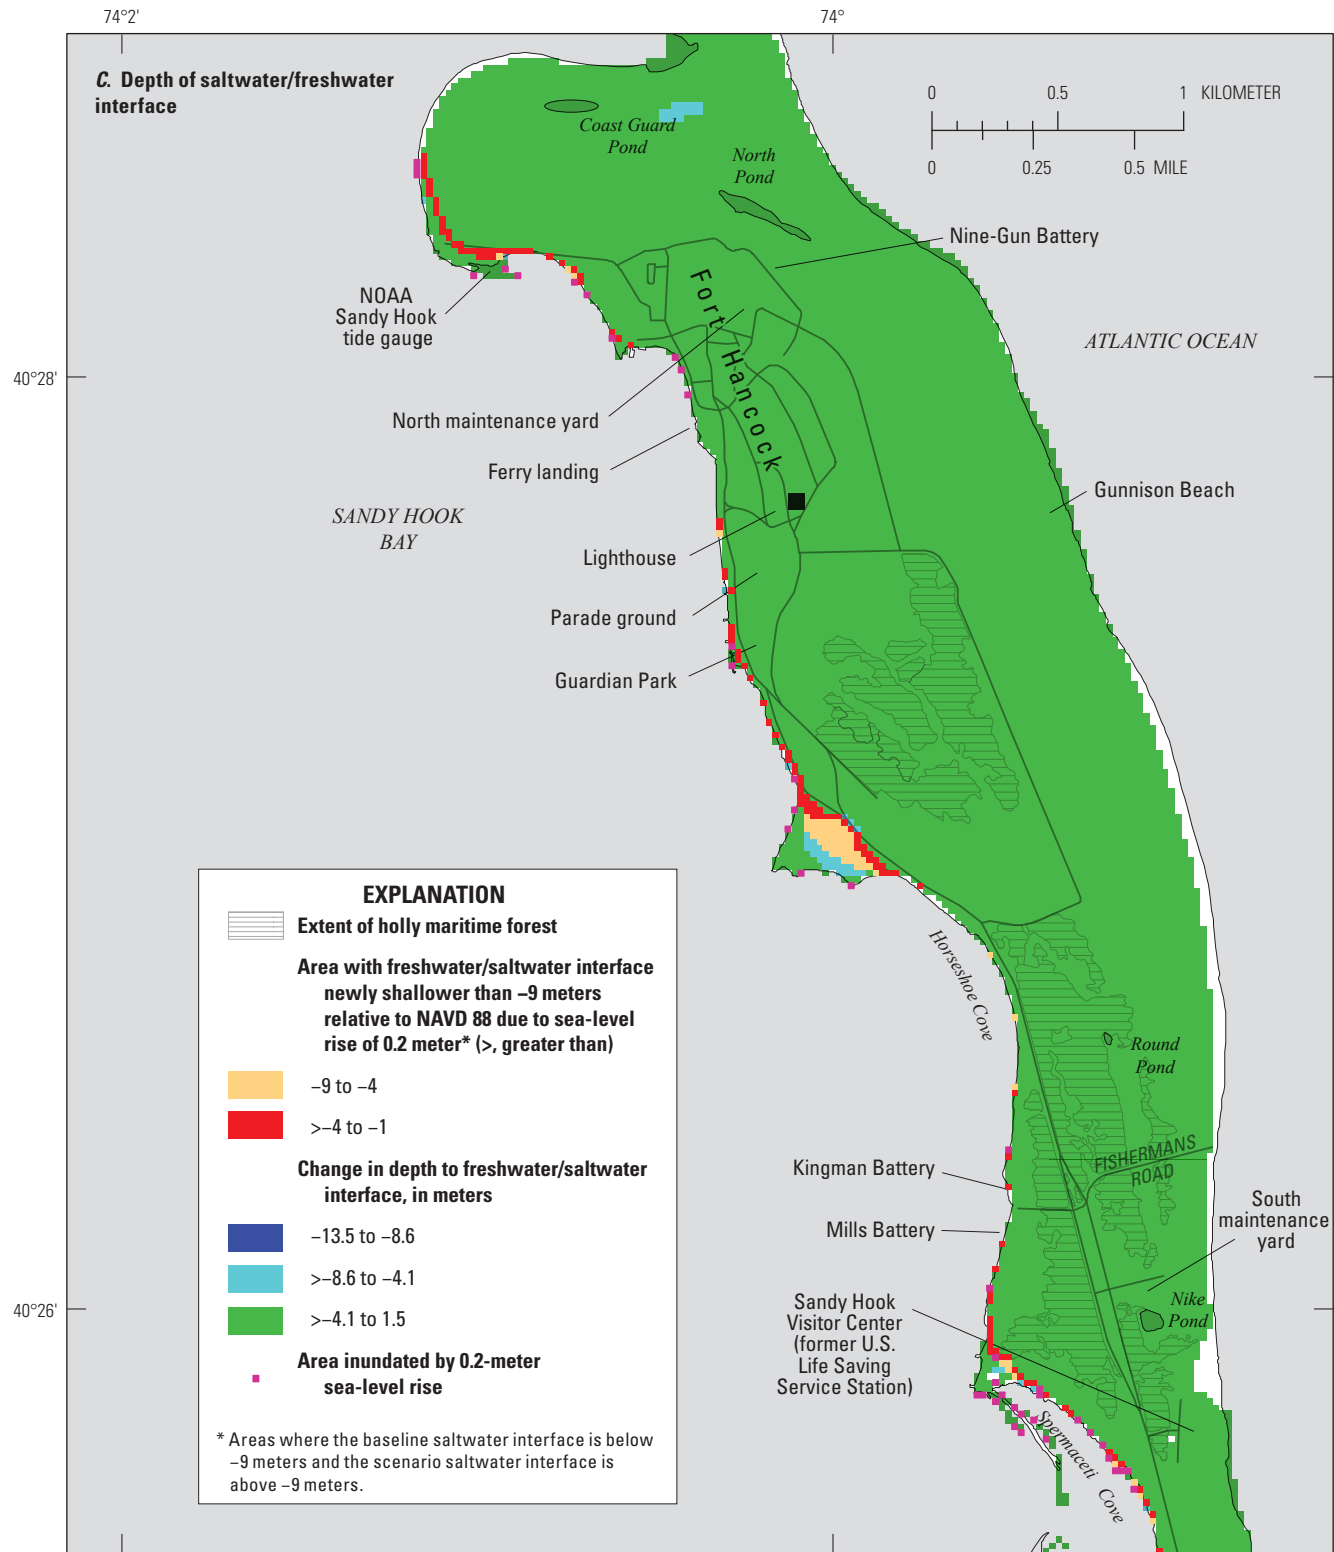 74°2'
74°
C. Depth of saltwater/freshwater
interface
0 0.5 1 KILOMETER
0 0.25 0.5 MILE
Coast Guard
Pond
North
Pond
Nine-Gun Battery
NOAA
Sandy Hook
tide gauge
Fort Hancock
ATLANTIC OCEAN
40°28'
North maintenance yard
Ferry landing
Gunnison Beach
SANDY HOOK
BAY
Lighthouse
Parade ground
Guardian Park
Horseshoe Cove
Round
Pond
FISHERMANS
ROAD
Kingman Battery
Mills Battery
South
maintenance
yard
40°26'
Nike
Pond
Sandy Hook
Visitor Center
(former U.S.
Life Saving
Service Station)
Spermaceti Cove
EXPLANATION
Extent of holly maritime forest
Area with freshwater/saltwater interface
newly shallower than −9 meters
relative to NAVD 88 due to sea-level
rise of 0.2 meter* (>, greater than)
−9 to −4
>−4 to −1
Change in depth to freshwater/saltwater
interface, in meters
−13.5 to −8.6
>−8.6 to −4.1
>−4.1 to 1.5
Area inundated by 0.2-meter
sea-level rise
* Areas where the baseline saltwater interface is below
−9 meters and the scenario saltwater interface is
above −9 meters.